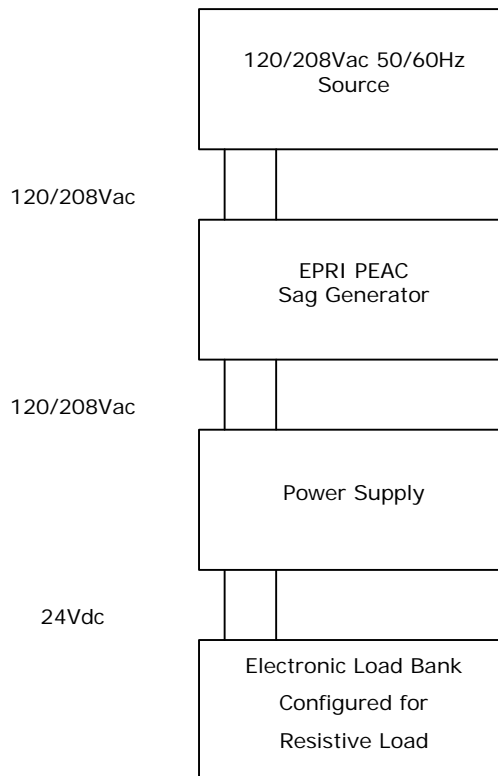 120/208Vac 50/60Hz
Source
120/208Vac
EPRI PEAC
Sag Generator
120/208Vac
Power Supply
24Vdc
Electronic Load Bank
Configured for
Resistive Load